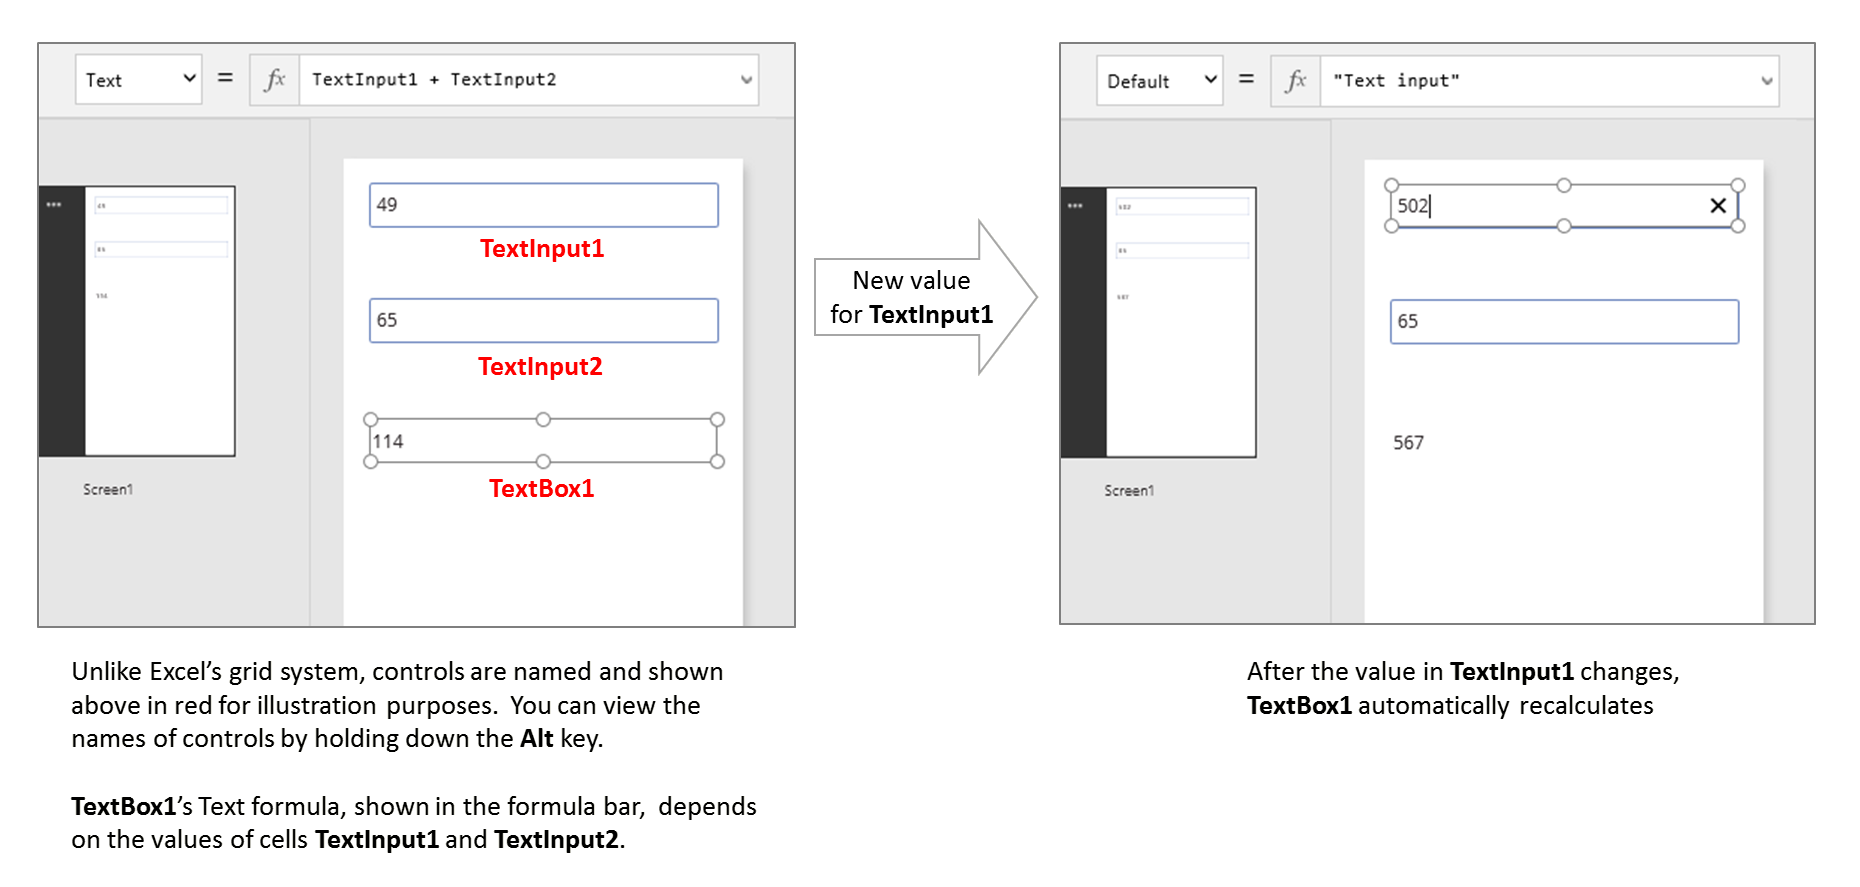 Text = fx TextInput1 + TextInput2
49
TextInput1
65
TextInput2
114
TextBox1
Screen1
New value
for TextInput1
Default = fx "Text input"
502
65
567
Screen1
Unlike Excel’s grid system, controls are named and shown
above in red for illustration purposes.  You can view the
names of controls by holding down the Alt key.
TextBox1’s Text formula, shown in the formula bar,  depends
on the values of cells TextInput1 and TextInput2.
After the value in TextInput1 changes,
TextBox1 automatically recalculates